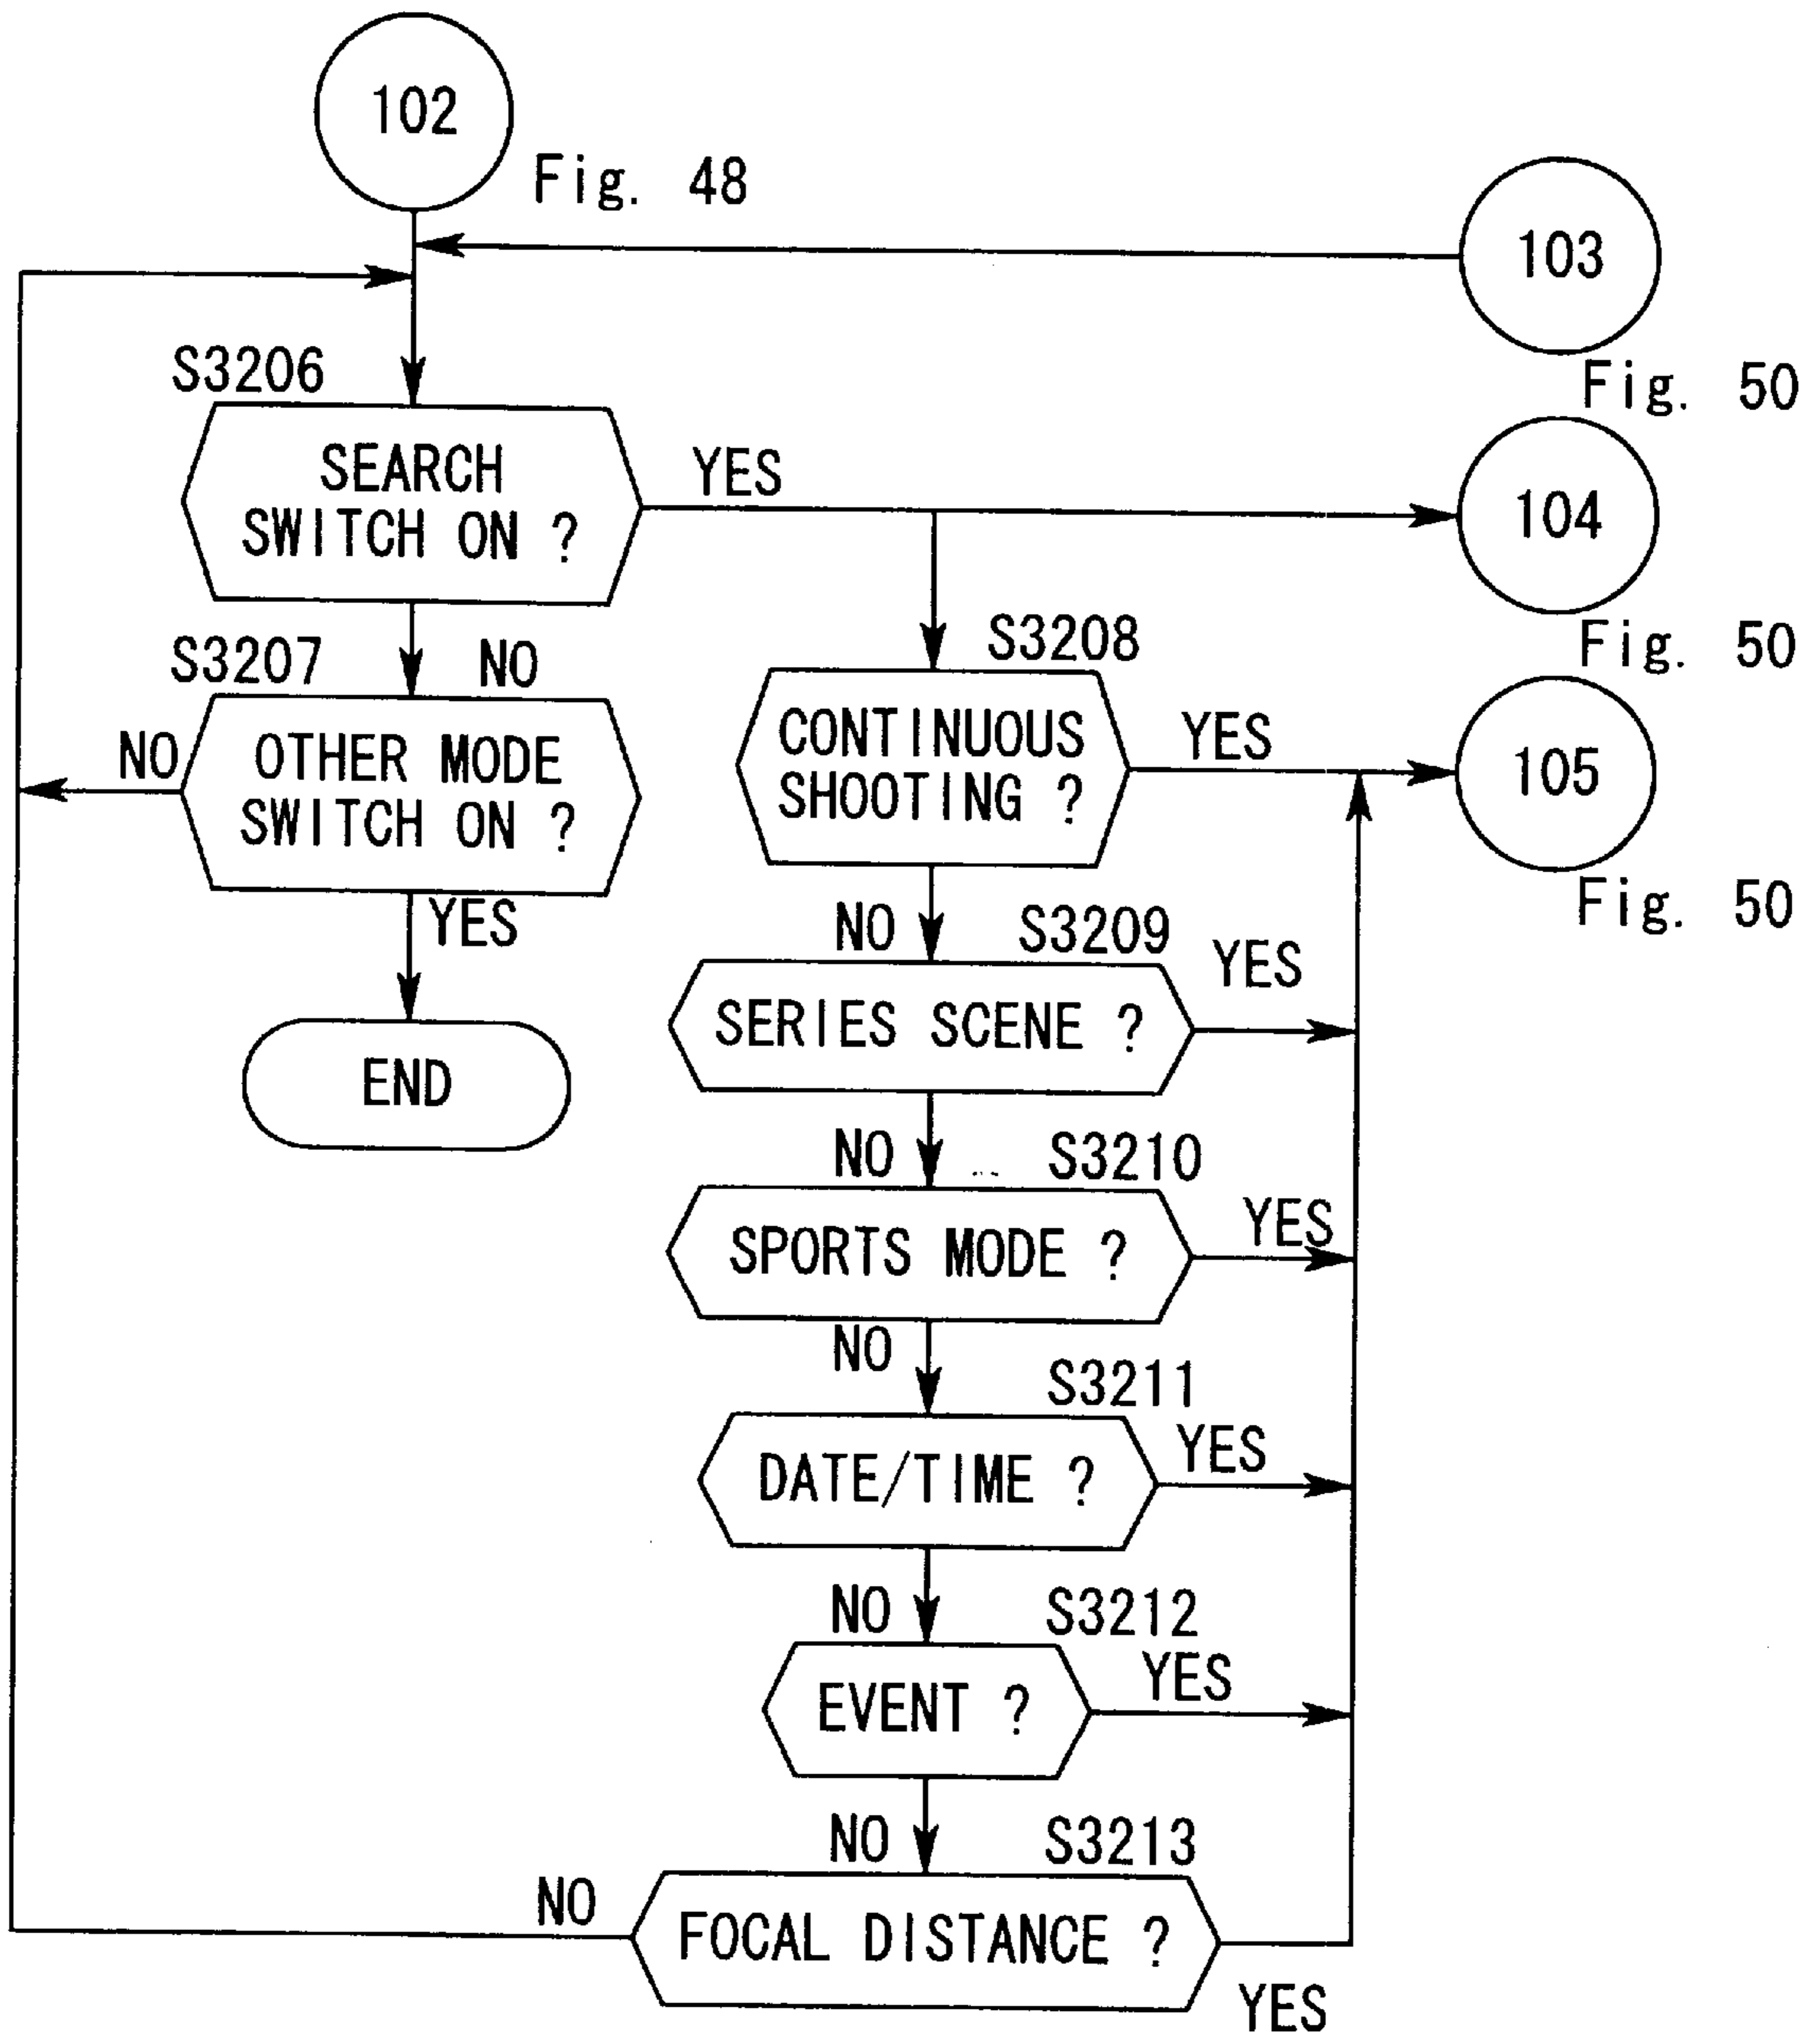 102
Fig. 48
103
Fig. 50
S3206
SEARCH
SWITCH ON ?
YES
104
Fig. 50
S3207
NO
S3208
OTHER MODE
SWITCH ON ?
NO
YES
CONTINUOUS
SHOOTING ?
YES
105
Fig. 50
END
NO
S3209
YES
SERIES SCENE ?
NO
S3210
YES
SPORTS MODE ?
NO
S3211
YES
DATE/TIME ?
NO
S3212
YES
EVENT ?
NO
S3213
NO
FOCAL DISTANCE ?
YES